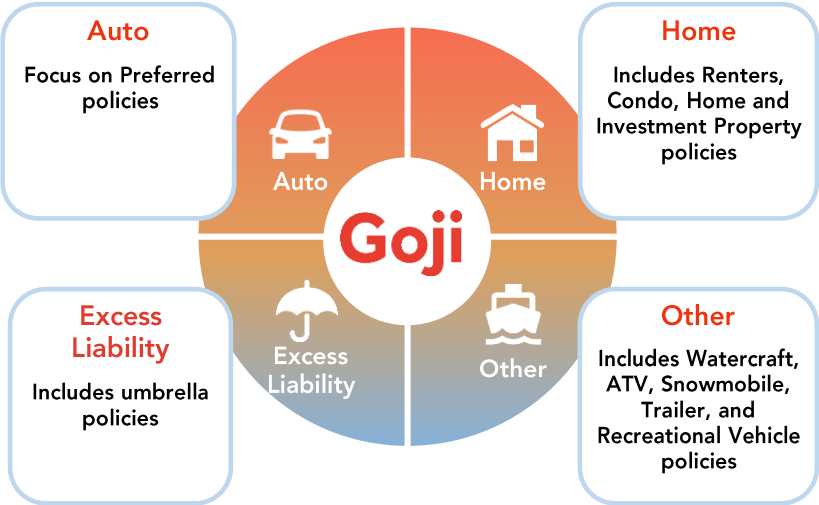 Auto
Focus on Preferred
policies
Home
Includes Renters,
Condo, Home and
Investment Property
policies
Auto
Home
Goji
Excess
Liability
Other
Excess
Liability
Includes umbrella
policies
Other
Includes Watercraft,
ATV, Snowmobile,
Trailer, and
Recreational Vehicle
policies